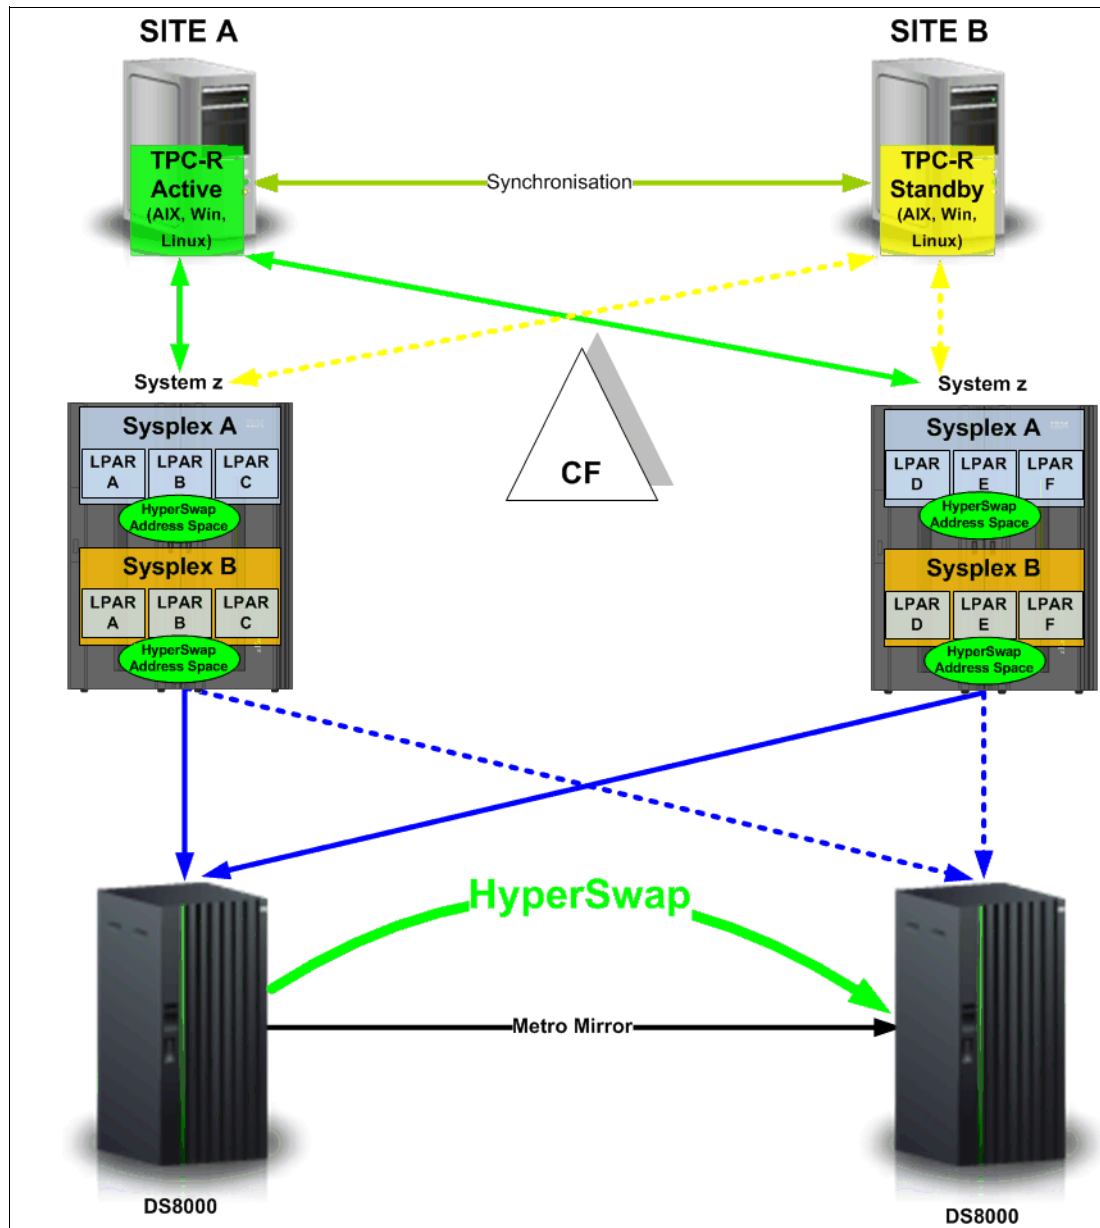 SITE A
SITE B
TPC-R
Active
(AIX, Win,
Linux)
Synchronisation
TPC-R
Standby
(AIX, Win,
Linux)
System z
System z
Sysplex A
LPAR
A
LPAR
B
LPAR
C
HyperSwap
Address Space
Sysplex B
LPAR
A
LPAR
B
LPAR
C
HyperSwap
Address Space
CF
Sysplex A
LPAR
D
LPAR
E
LPAR
F
HyperSwap
Address Space
Sysplex B
LPAR
D
LPAR
E
LPAR
F
HyperSwap
Address Space
HyperSwap
Metro Mirror
DS8000
DS8000